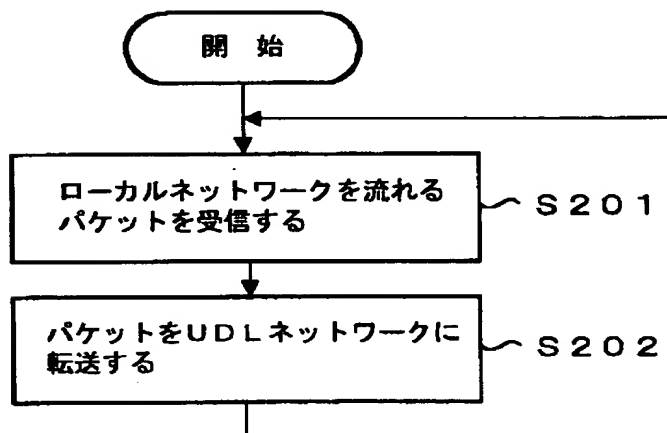 開 始
ローカルネットワークを流れる
パケットを受信する
S201
パケットをUDLネットワークに
転送する
S202